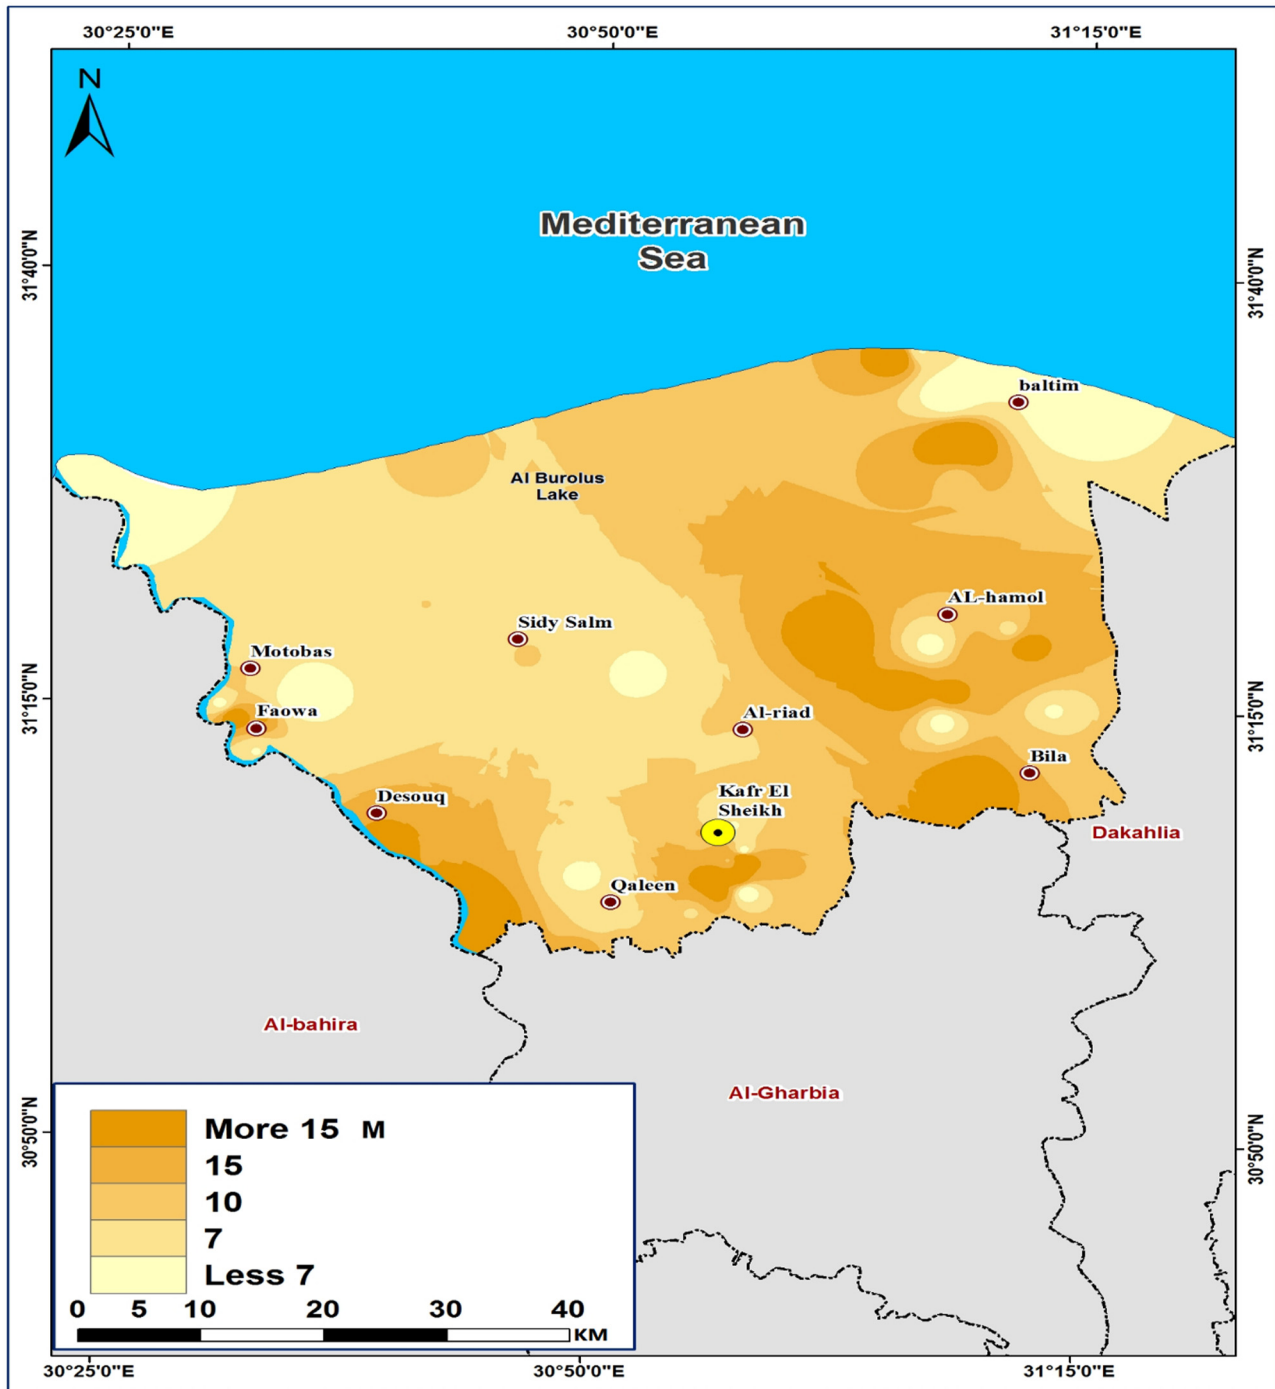 30°25'0"E
30°50'0"E
31°15'0"E
N
Mediterranean
Sea
31°40'0"N
31°40'0"N
baltim
Al Burolus
Lake
AL-hamol
Sidy Salm
Motobas
31°15'0"N
31°15'0"N
Faowa
Al-riad
Bila
Desouq
Kafr El
Sheikh
Dakahlia
Qaleen
Al-bahira
Al-Gharbia
30°50'0"N
30°50'0"N
More 15 M
15
10
7
Less 7
0 5 10 20 30 40
KM
30°25'0"E
30°50'0"E
31°15'0"E